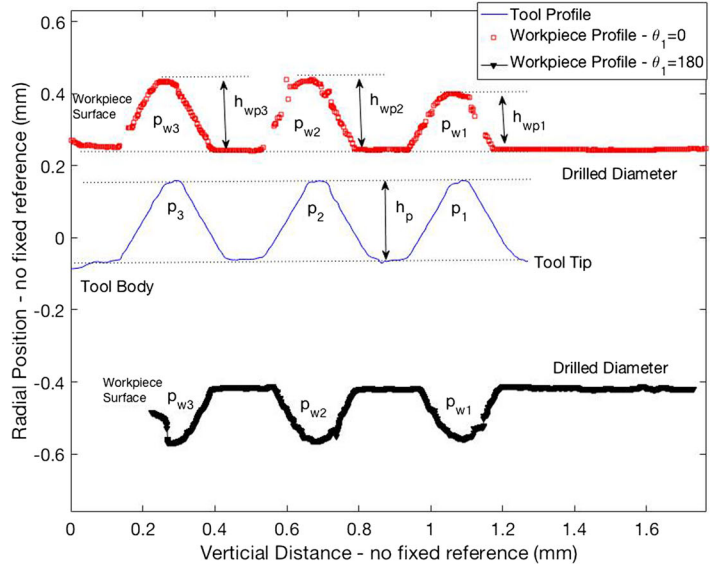 Tool Profile
Workpiece Profile - θ1=0
Workpiece Profile - θ1=180
0.6
0.4
0.2
0
-0.2
-0.4
-0.6
Radial Position - no fixed reference (mm)
Workpiece
Surface
pw3
hwp3
pw2
hwp2
pw1
hwp1
Drilled Diameter
p3
p2
hp
p1
Tool Tip
Tool Body
Drilled Diameter
Workpiece
Surface
pw3
pw2
pw1
0
0.2
0.4
0.6
0.8
1
1.2
1.4
1.6
Verticial Distance - no fixed reference (mm)